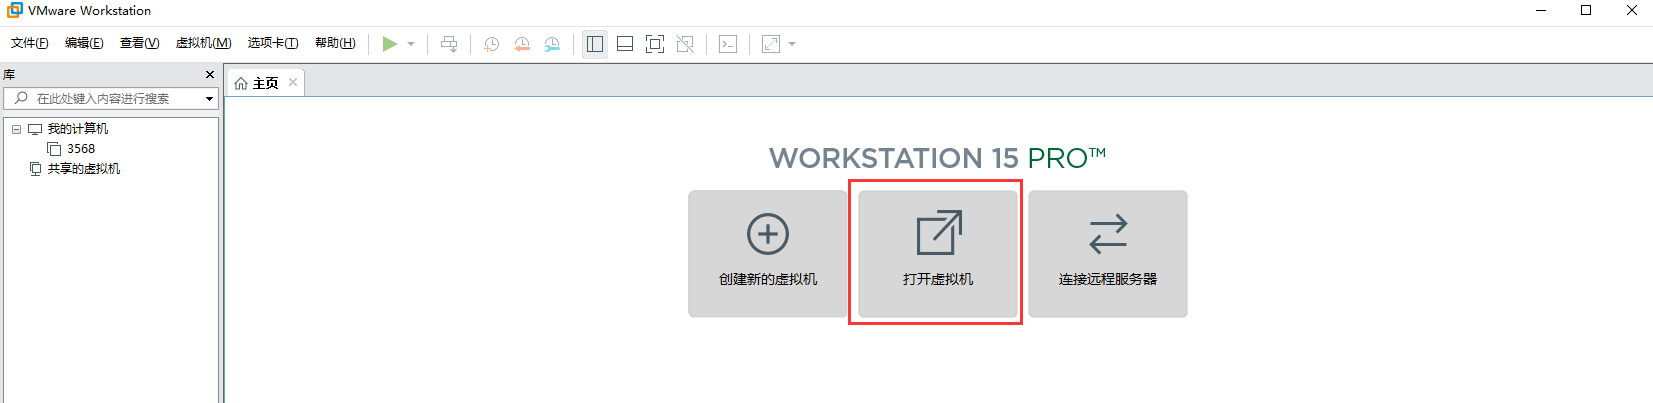 VMware Workstation
文件(F) 编辑(E) 查看(V) 虚拟机(M) 选项卡(T) 帮助(H)
库
主页
在此处键入内容进行搜索
我的计算机
3568
共享的虚拟机
WORKSTATION 15 PRO™
创建新的虚拟机 打开虚拟机 连接远程服务器